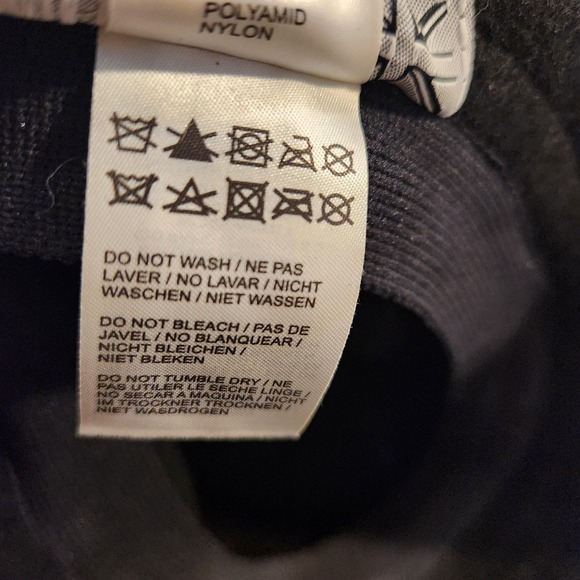 POLYAMID
NYLON
DO NOT WASH / NE PAS
LAVER / NO LAVAR / NICHT
WASCHEN / NIET WASSEN
DO NOT BLEACH / PAS DE
JAVEL / NO BLANQUEAR /
NICHT BLEICHEN /
NIET BLEKEN
DO NOT TUMBLE DRY / NE
PAS UTILER LE SECHE LINGE /
NO SECAR A MAQUINA / NICHT
IM TROCKNER TROCKNEN /
NIET WASDROGEN